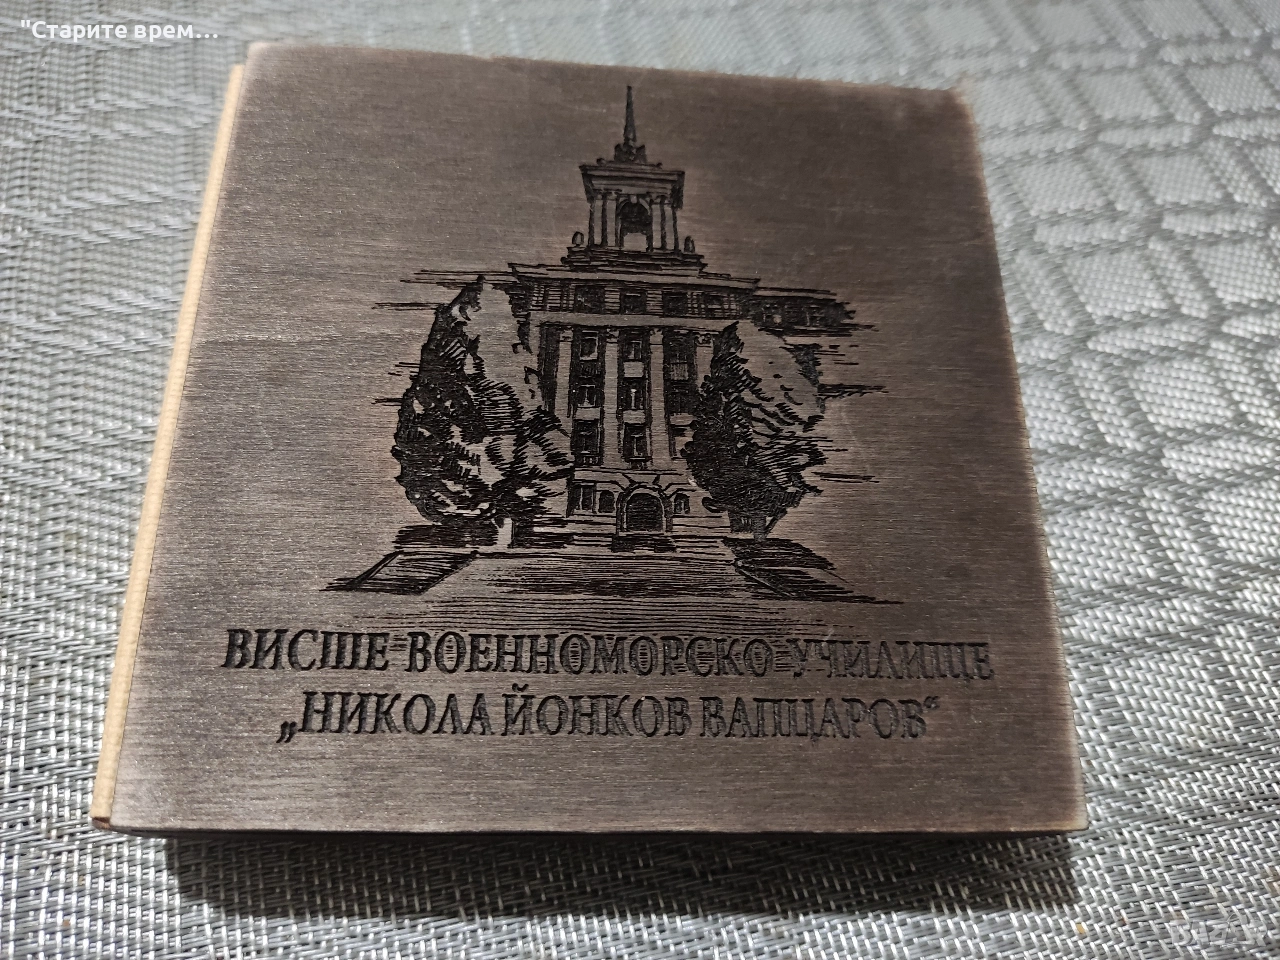 "Старите врем...
ВИСШЕ ВОЕННОМОРСКО УЧИЛИЩЕ
„НИКОЛА ЙОНКОВ ВАПЦАРОВ“